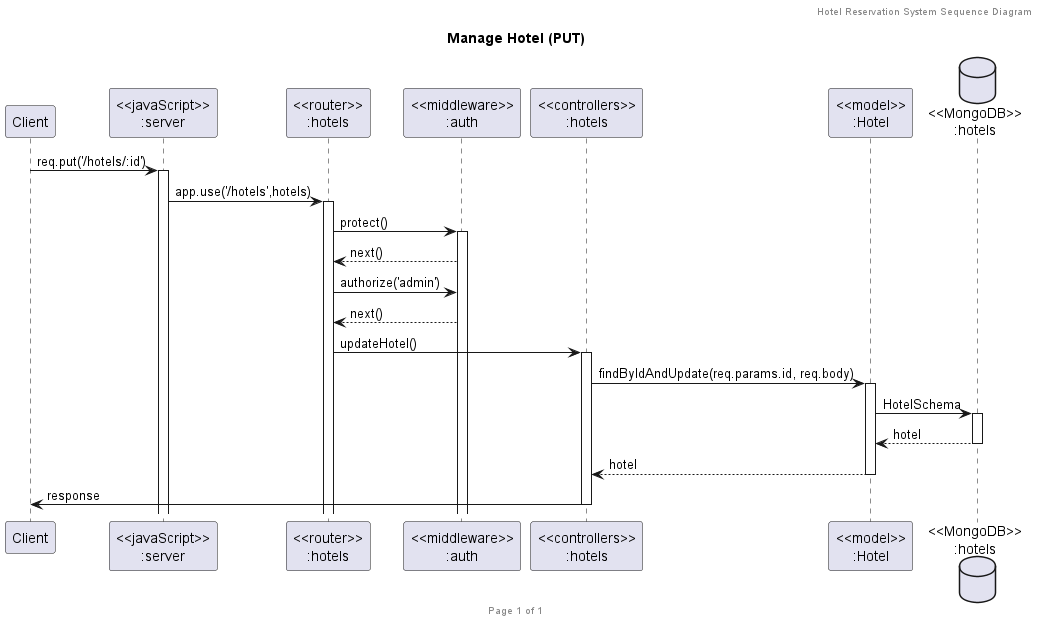 Hotel Reservation System Sequence Diagram
Manage Hotel (PUT)
Client
<<javaScript>>
:server
<<router>>
:hotels
<<middleware>>
:auth
<<controllers>>
:hotels
<<model>>
:Hotel
<<MongoDB>>
:hotels
req.put('/hotels/:id')
app.use('/hotels',hotels)
protect()
next()
authorize('admin')
next()
updateHotel()
findByIdAndUpdate(req.params.id, req.body)
HotelSchema
hotel
hotel
response
Client
<<javaScript>>
:server
<<router>>
:hotels
<<middleware>>
:auth
<<controllers>>
:hotels
<<model>>
:Hotel
<<MongoDB>>
:hotels
Page 1 of 1